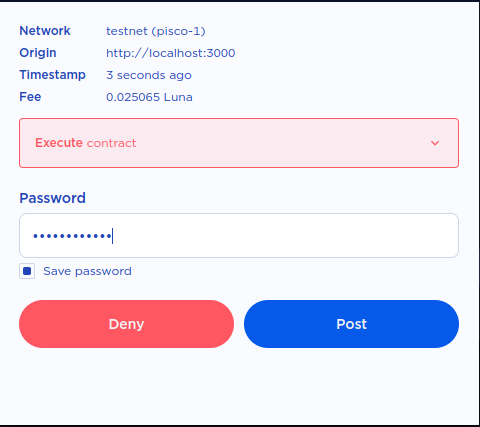 Network testnet (pisco-1)
Origin http://localhost:3000
Timestamp 3 seconds ago
Fee 0.025065 Luna
Execute contract
Password
••••••••••••
Save password
Deny Post